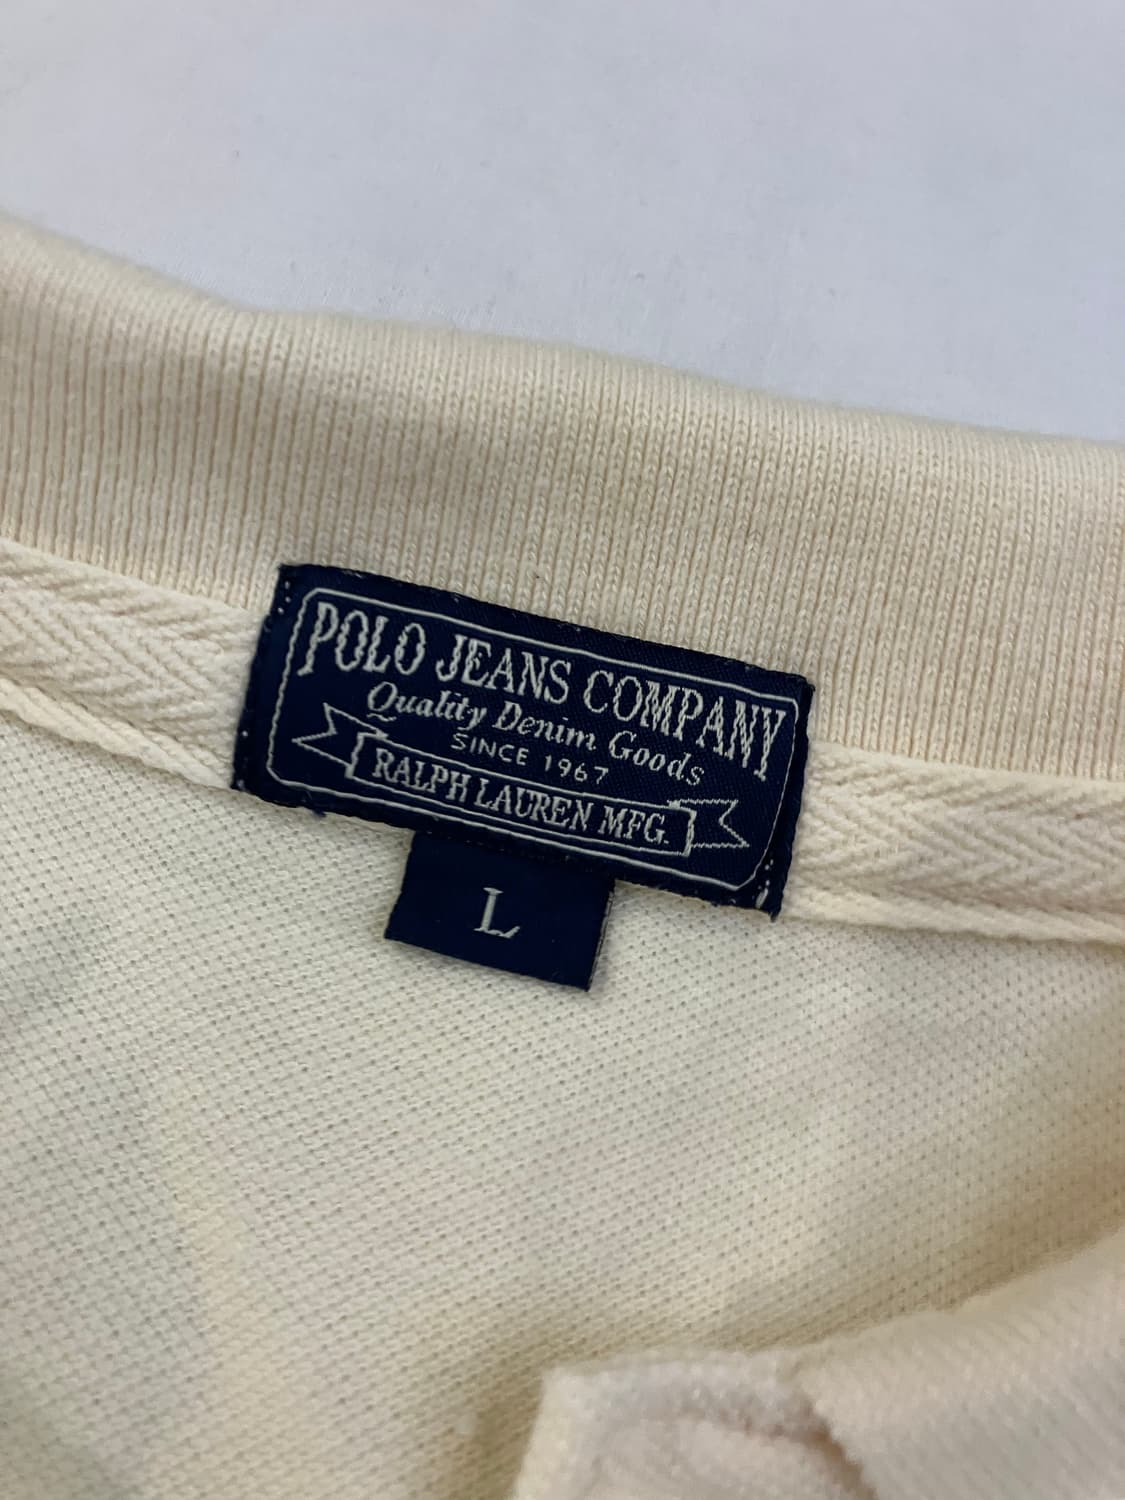 POLO JEANS COMPANY
Quality Denim Goods
SINCE 1967
RALPH LAUREN MFG.
L